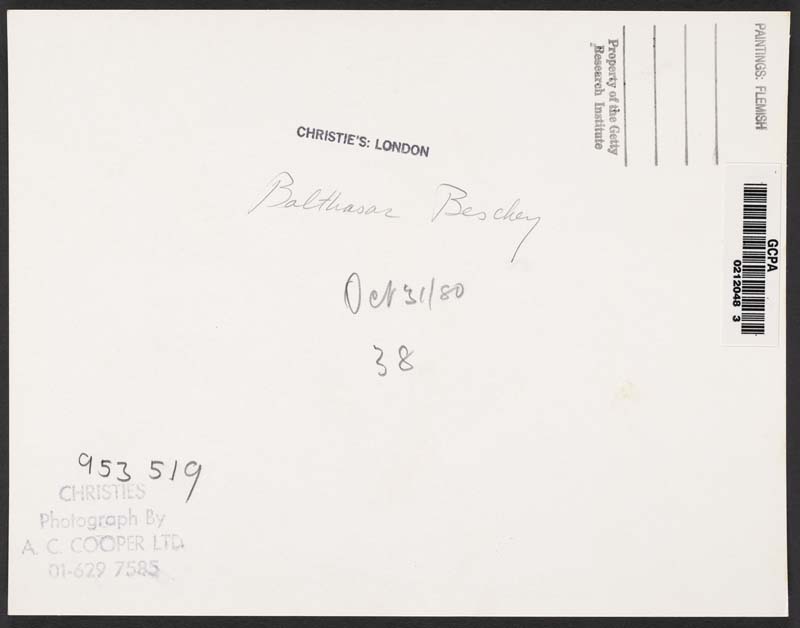 PAINTINGS: FLEMISH
Property of the Getty
Research Institute
CHRISTIE'S: LONDON
Balthasar Beschey
Oct 31/80
38
GCPA
0212048 3
953 519
CHRISTIES
Photograph By
A. C. COOPER LTD.
01-629 7585